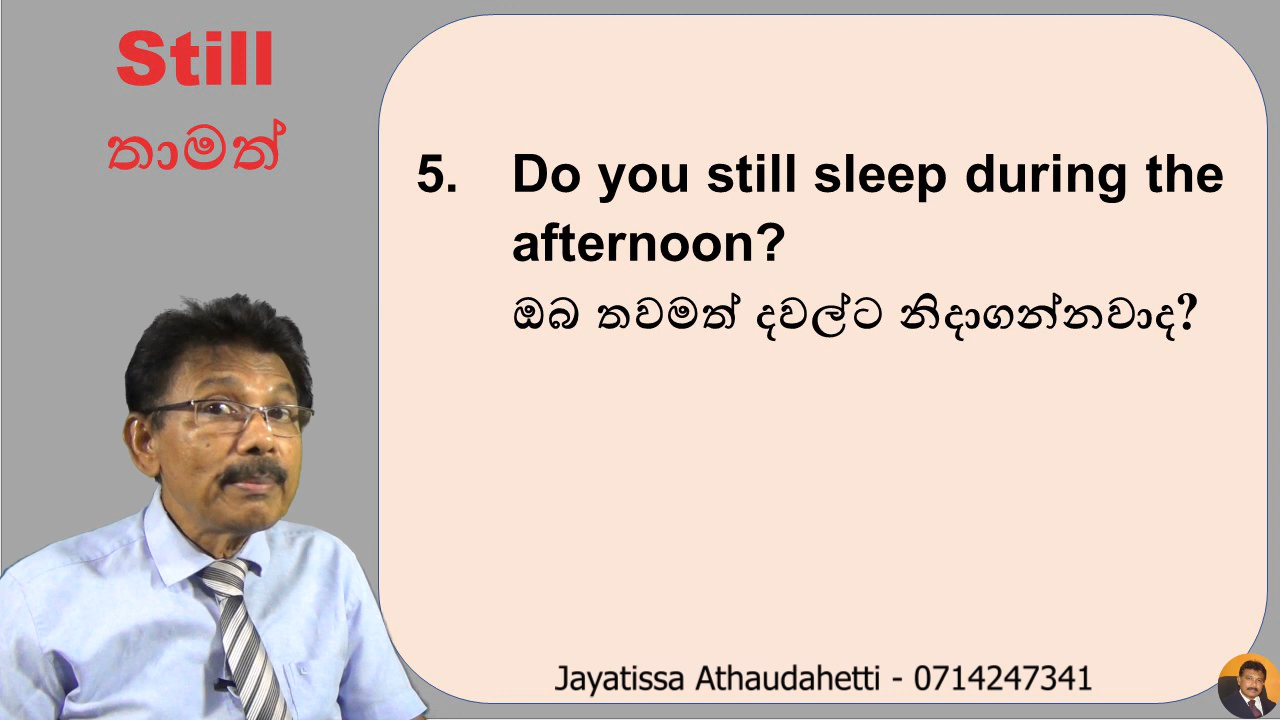 Still
තාමත්
5. Do you still sleep during the
afternoon?
ඔබ තවමත් දවල්ට නිදාගන්නවාද?
Jayatissa Athaudahetti - 0714247341